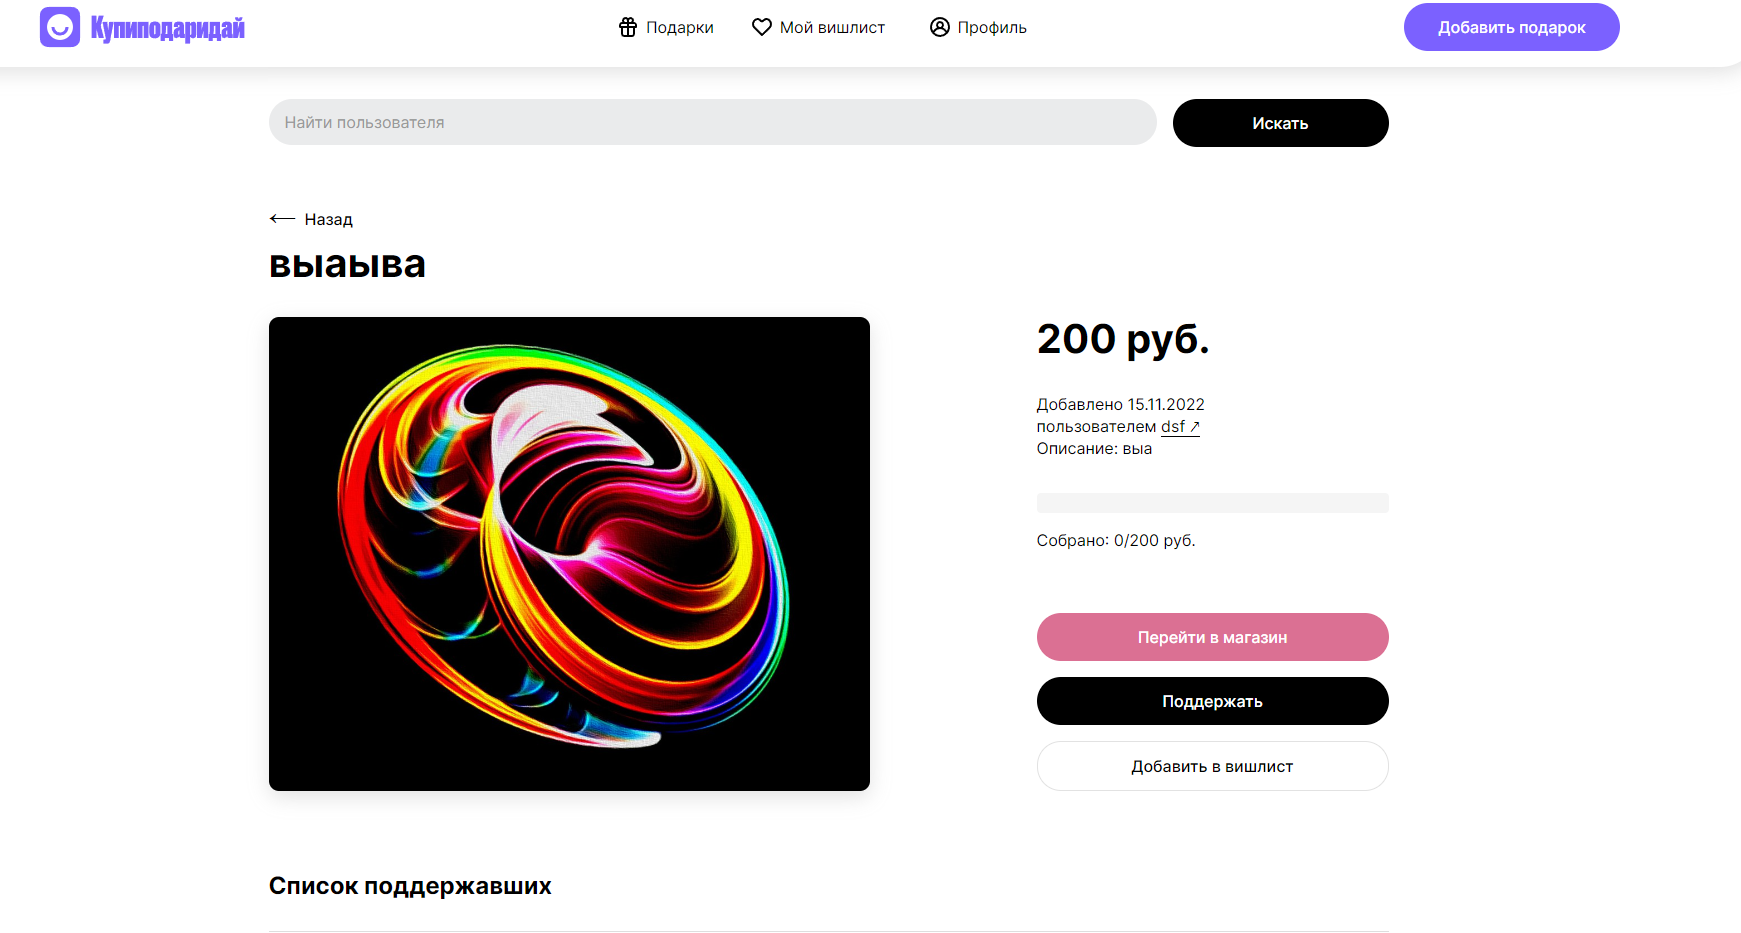 Купиподаридай
Подарки
Мой вишлист
Профиль
Добавить подарок
Найти пользователя
Искать
Назад
выаыва
200 руб.
Добавлено 15.11.2022
пользователем dsf ↗
Описание: выа
Собрано: 0/200 руб.
Перейти в магазин
Поддержать
Добавить в вишлист
Список поддержавших